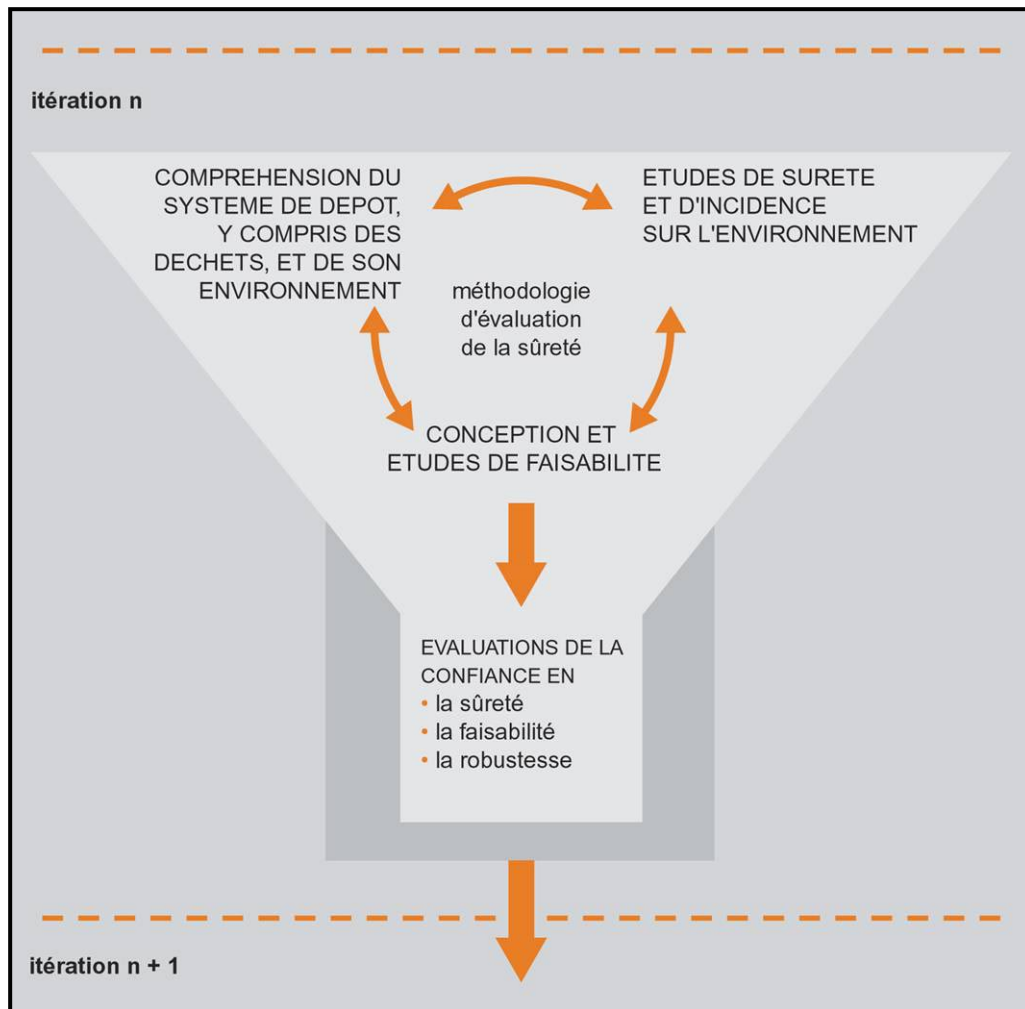 itération n
COMPREHENSION DU
SYSTEME DE DEPOT,
Y COMPRIS DES
DECHETS, ET DE SON
ENVIRONNEMENT
ETUDES DE SURETE
ET D'INCIDENCE
SUR L'ENVIRONNEMENT
méthodologie
d'évaluation
de la sûreté
CONCEPTION ET
ETUDES DE FAISABILITE
EVALUATIONS DE LA
CONFIANCE EN
• la sûreté
• la faisabilité
• la robustesse
itération n + 1